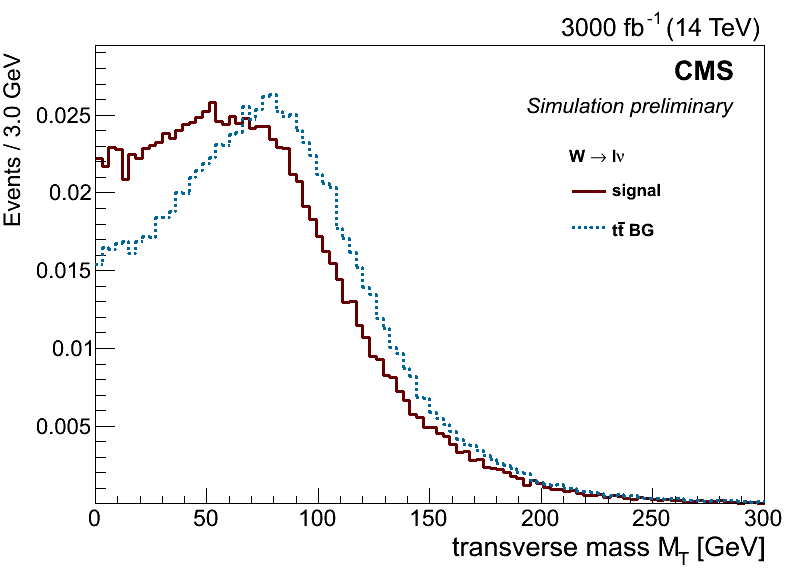 3000 fb⁻¹ (14 TeV)
CMS
Simulation preliminary
W → lν
signal
tt̄ BG
Events / 3.0 GeV
0.025
0.02
0.015
0.01
0.005
0 50 100 150 200 250 300
transverse mass M_T [GeV]